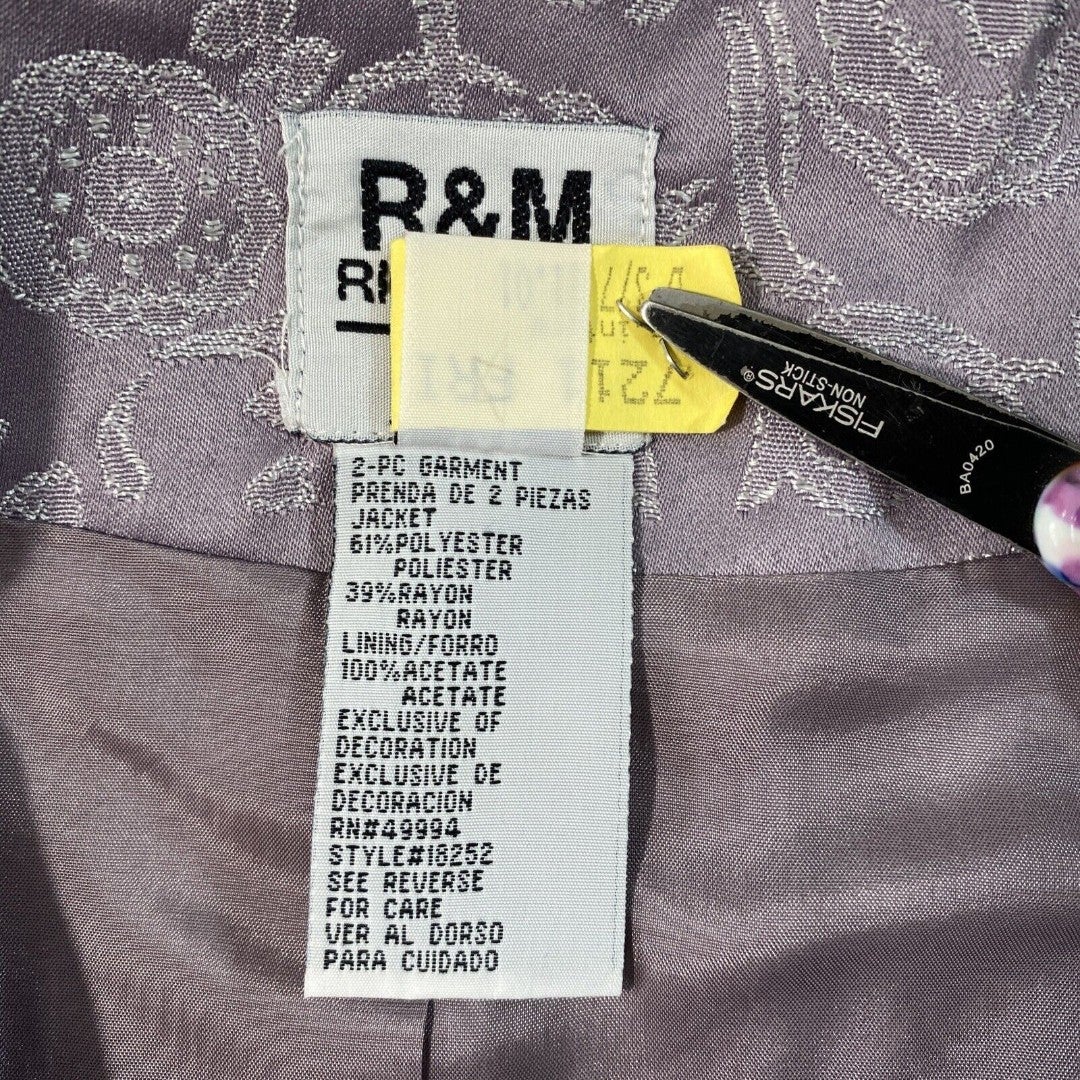 R&M
2-PC GARMENT
PRENDA DE 2 PIEZAS
JACKET
61%POLYESTER
POLIESTER
39%RAYON
RAYON
LINING/FORRO
100%ACETATE
ACETATE
EXCLUSIVE OF
DECORATION
EXCLUSIVE DE
DECORACION
RN#49994
STYLE#18252
SEE REVERSE
FOR CARE
VER AL DORSO
PARA CUIDADO
FISKARS®
NON-STICK
BA0420
721 FRI